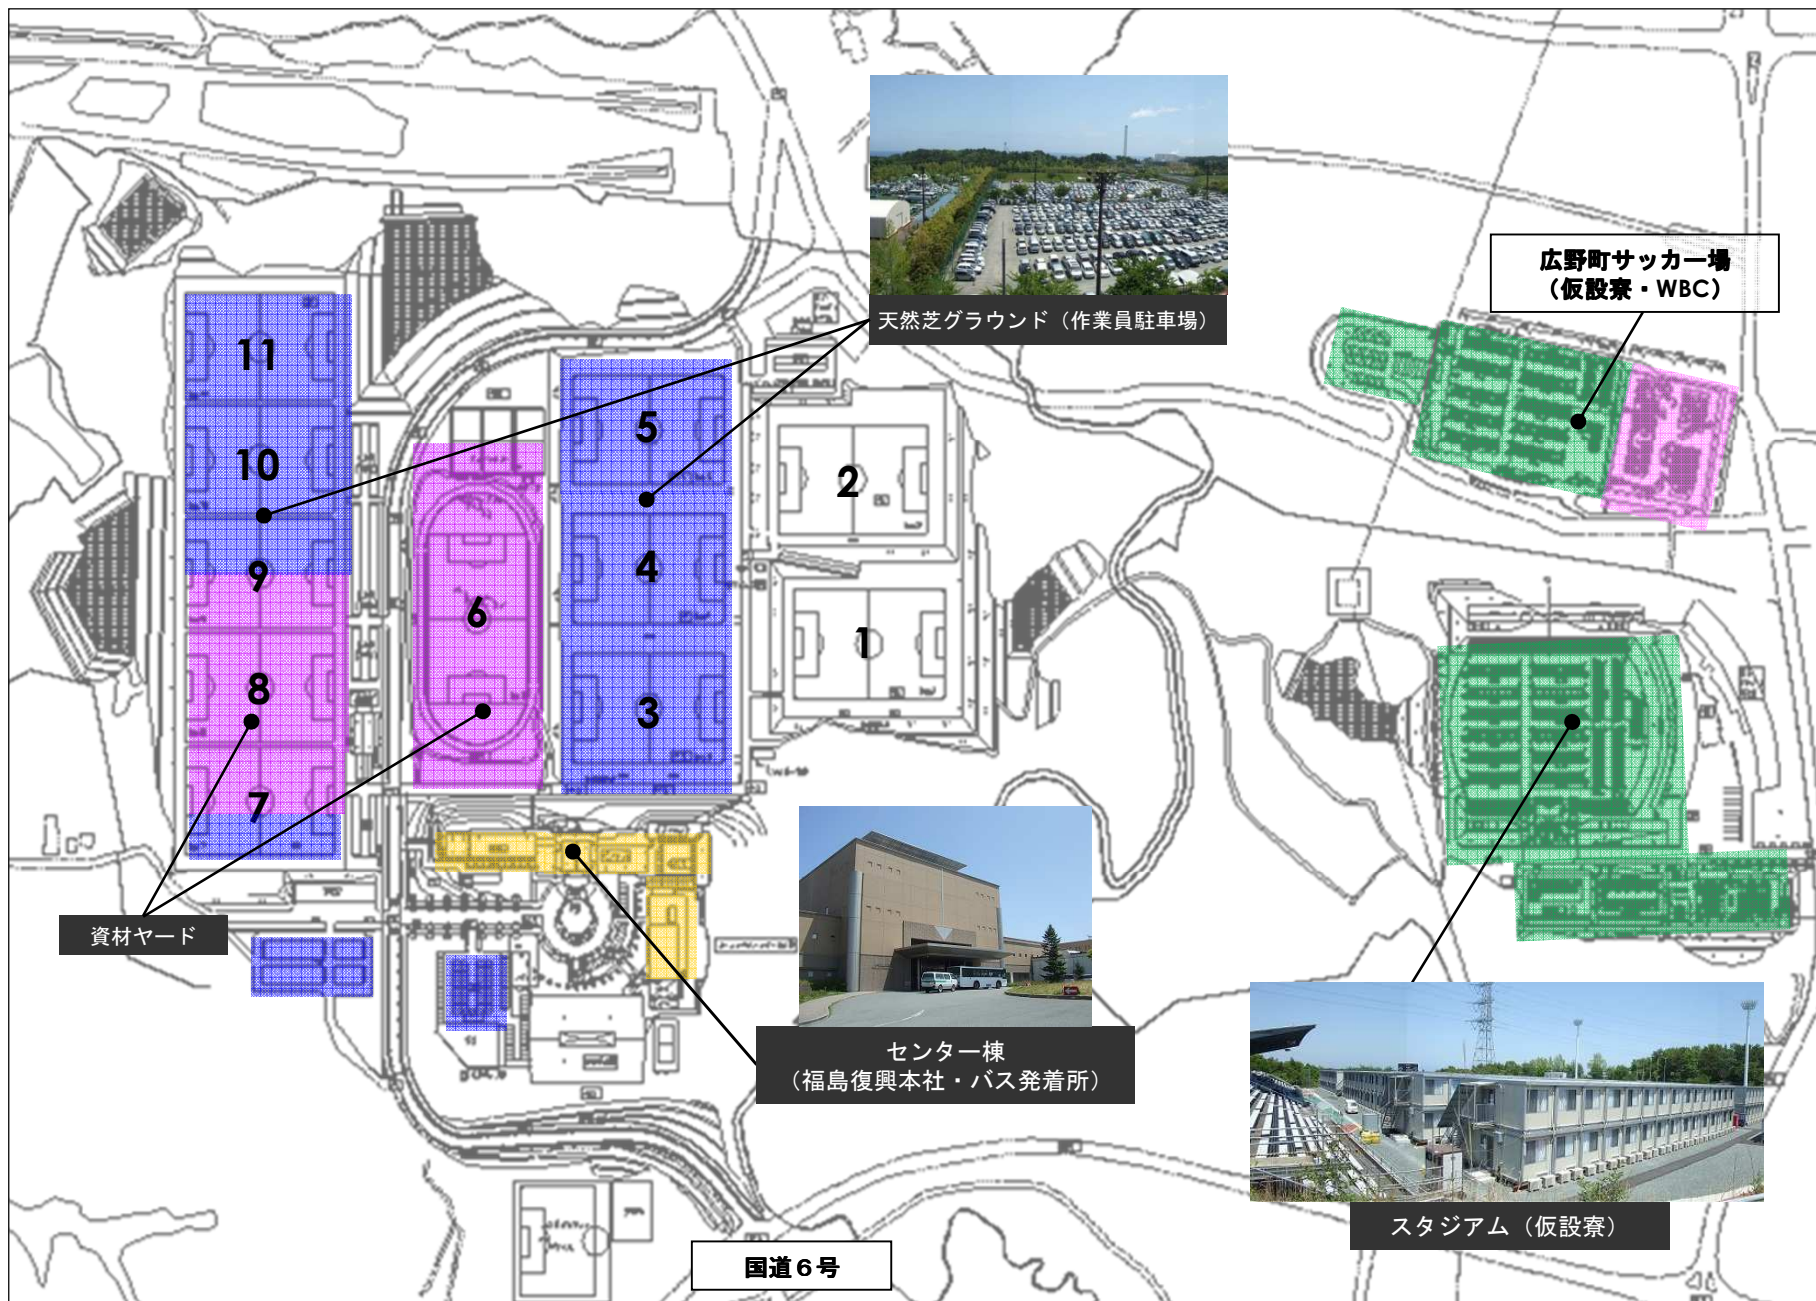 天然芝グラウンド（作業員駐車場）
広野町サッカー場
（仮設寮・WBC）
11
10
9
8
7
6
5
4
3
2
1
資材ヤード
センター棟
（福島復興本社・バス発着所）
スタジアム（仮設寮）
国道６号